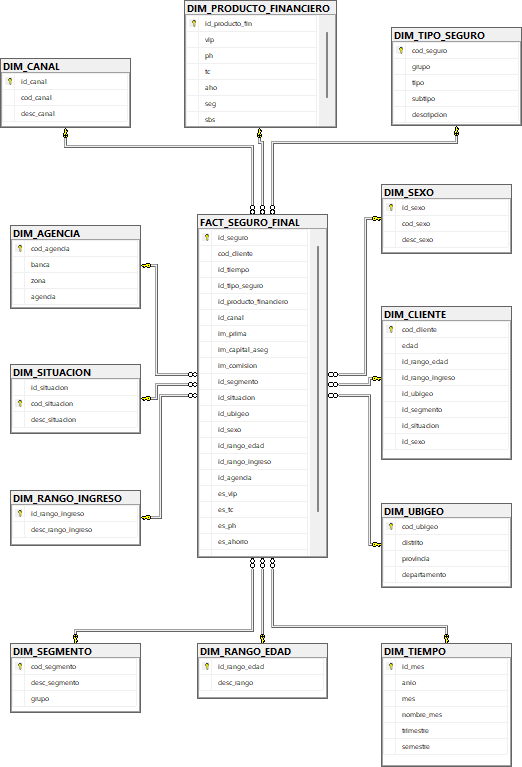 DIM_PRODUCTO_FINANCIERO
id_producto_fin
vip
ph
tc
aho
seg
sbs
DIM_TIPO_SEGURO
cod_seguro
grupo
tipo
subtipo
descripcion
DIM_CANAL
id_canal
cod_canal
desc_canal
DIM_SEXO
id_sexo
cod_sexo
desc_sexo
FACT_SEGURO_FINAL
id_seguro
cod_cliente
id_tiempo
id_tipo_seguro
id_producto_financiero
id_canal
im_prima
im_capital_aseg
im_comision
id_segmento
id_situacion
id_ubigeo
id_sexo
id_rango_edad
id_rango_ingreso
id_agencia
es_vip
es_tc
es_ph
es_ahorro
DIM_AGENCIA
cod_agencia
banca
zona
agencia
DIM_CLIENTE
cod_cliente
edad
id_rango_edad
id_rango_ingreso
id_ubigeo
id_segmento
id_situacion
id_sexo
DIM_SITUACION
id_situacion
cod_situacion
desc_situacion
DIM_RANGO_INGRESO
id_rango_ingreso
desc_rango_ingreso
DIM_UBIGEO
cod_ubigeo
distrito
provincia
departamento
DIM_SEGMENTO
cod_segmento
desc_segmento
grupo
DIM_RANGO_EDAD
id_rango_edad
desc_rango
DIM_TIEMPO
id_mes
anio
mes
nombre_mes
trimestre
semestre